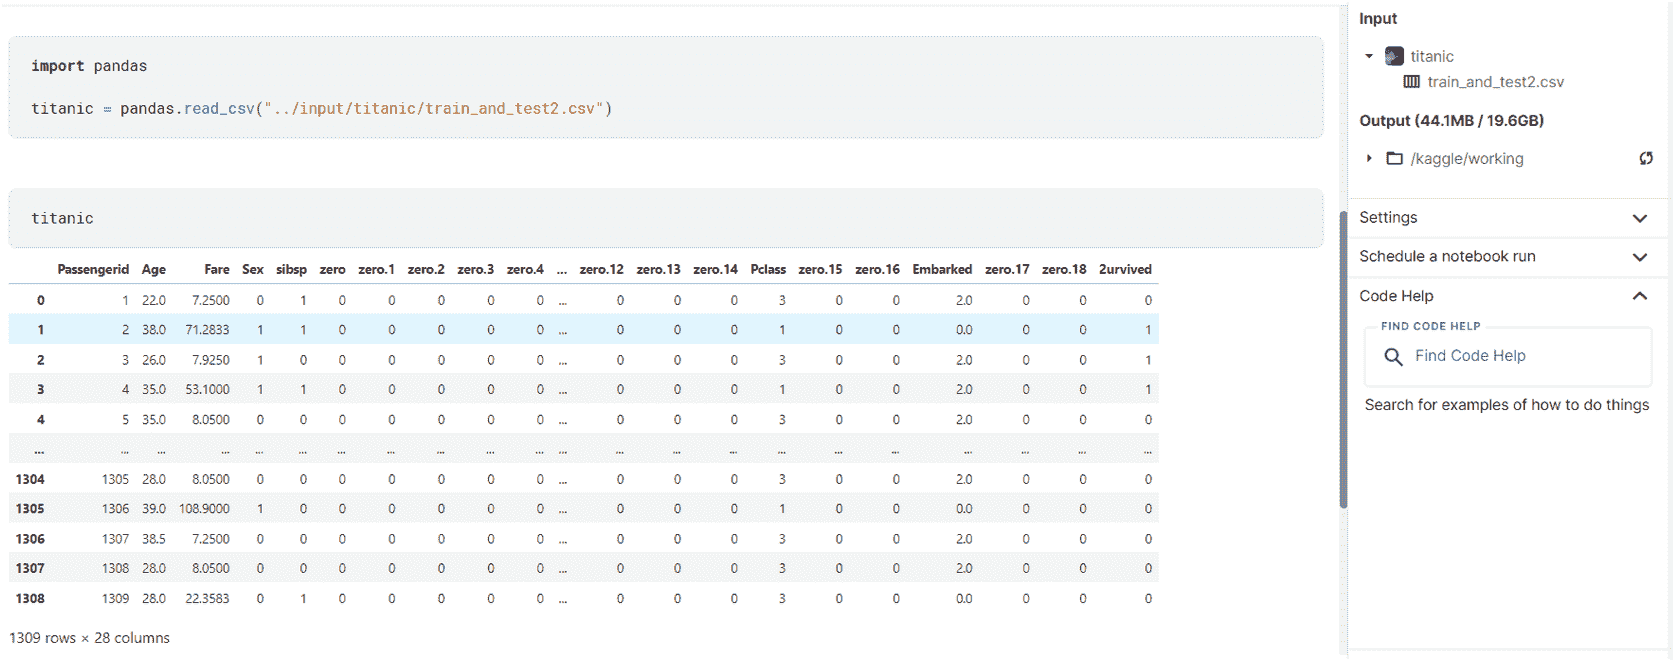 import pandas
titanic = pandas.read_csv("../input/titanic/train_and_test2.csv")
titanic
Passengerid Age Fare Sex sibsp zero zero.1 zero.2 zero.3 zero.4 ... zero.12 zero.13 zero.14 Pclass zero.15 zero.16 Embarked zero.17 zero.18 2urvived
0 1 22.0 7.2500 0 1 0 0 0 0 0 ... 0 0 0 3 0 0 2.0 0 0 0
1 2 38.0 71.2833 1 1 0 0 0 0 0 ... 0 0 0 1 0 0 0.0 0 0 1
2 3 26.0 7.9250 1 0 0 0 0 0 0 ... 0 0 0 3 0 0 2.0 0 0 1
3 4 35.0 53.1000 1 1 0 0 0 0 0 ... 0 0 0 1 0 0 2.0 0 0 1
4 5 35.0 8.0500 0 0 0 0 0 0 0 ... 0 0 0 3 0 0 2.0 0 0 0
... ... ... ... ... ... ... ... ... ... ... ... ... ... ... ... ... ... ... ... ... ...
1304 1305 28.0 8.0500 0 0 0 0 0 0 0 ... 0 0 0 3 0 0 2.0 0 0 0
1305 1306 39.0 108.9000 1 0 0 0 0 0 0 ... 0 0 0 1 0 0 0.0 0 0 0
1306 1307 38.5 7.2500 0 0 0 0 0 0 0 ... 0 0 0 3 0 0 2.0 0 0 0
1307 1308 28.0 8.0500 0 0 0 0 0 0 0 ... 0 0 0 3 0 0 2.0 0 0 0
1308 1309 28.0 22.3583 0 1 0 0 0 0 0 ... 0 0 0 3 0 0 0.0 0 0 0
1309 rows × 28 columns
Input
titanic
train_and_test2.csv
Output (44.1MB / 19.6GB)
/kaggle/working
Settings
Schedule a notebook run
Code Help
FIND CODE HELP
Find Code Help
Search for examples of how to do things